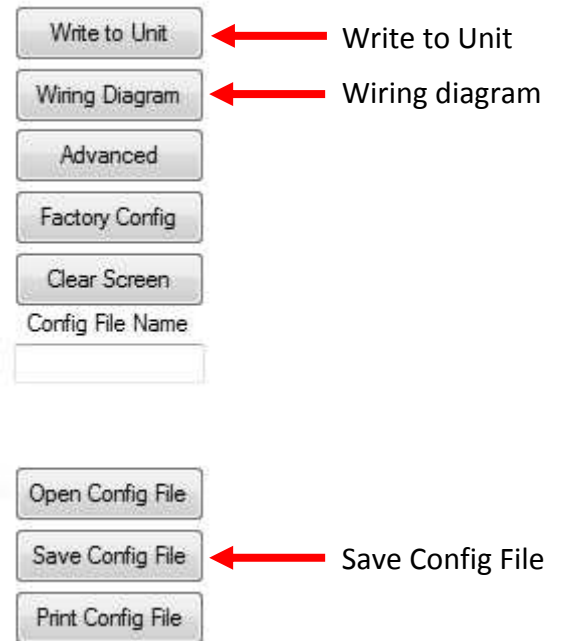 Write to Unit Write to Unit
Wiring Diagram Wiring diagram
Advanced
Factory Config
Clear Screen
Config File Name
Open Config File
Save Config File Save Config File
Print Config File